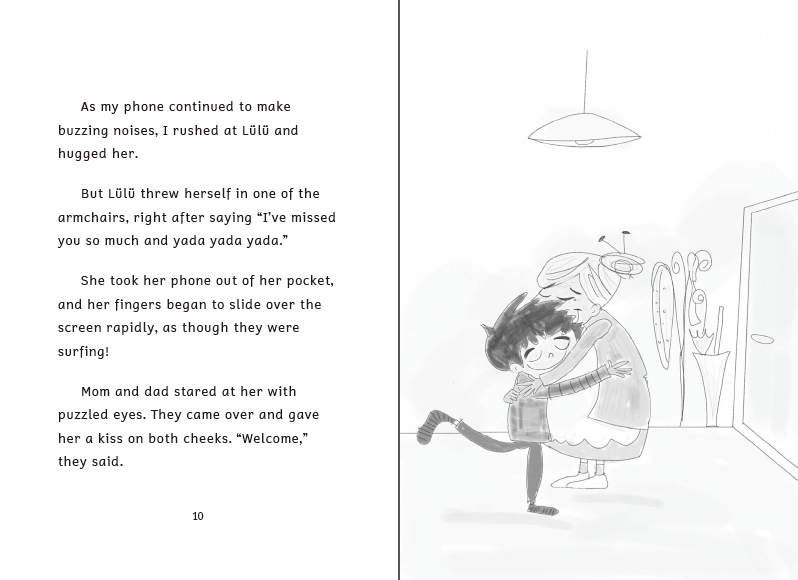 As my phone continued to make
buzzing noises, I rushed at Lülü and
hugged her.
But Lülü threw herself in one of the
armchairs, right after saying “I’ve missed
you so much and yada yada yada.”
She took her phone out of her pocket,
and her fingers began to slide over the
screen rapidly, as though they were
surfing!
Mom and dad stared at her with
puzzled eyes. They came over and gave
her a kiss on both cheeks. “Welcome,”
they said.
10